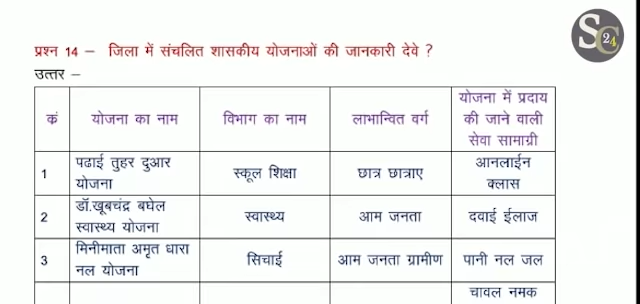 SC24
प्रश्न 14 – जिला में संचलित शासकीय योजनाओं की जानकारी देवे ?
उत्तर –
कं योजना का नाम विभाग का नाम लाभान्वित वर्ग योजना में प्रदाय की जाने वाली सेवा सामाग्री
1 पढाई तुहर दुआर योजना स्कूल शिक्षा छात्र छात्राए आनलाईन क्लास
2 डॉ.खूबचंद्र बघेल स्वास्थ्य योजना स्वास्थ्य आम जनता दवाई ईलाज
3 मिनीमाता अमृत धारा नल योजना सिचाई आम जनता ग्रामीण पानी नल जल
चावल नमक